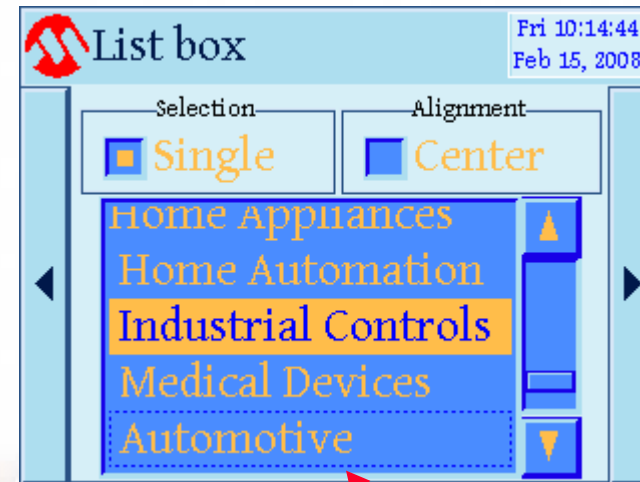 List box
Fri 10:14:44
Feb 15, 2008
Selection
Alignment
Single
Center
Home Appliances
Home Automation
Industrial Controls
Medical Devices
Automotive